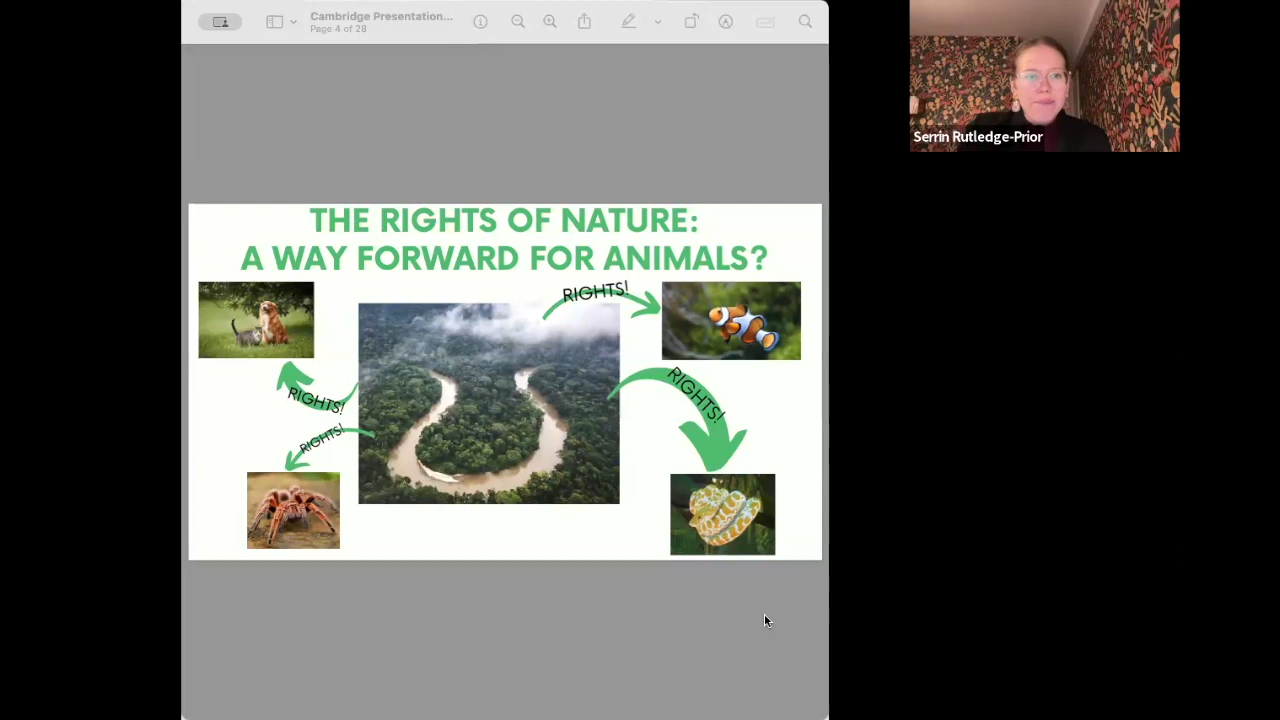 Cambridge Presentation...
Page 4 of 28
THE RIGHTS OF NATURE:
A WAY FORWARD FOR ANIMALS?
RIGHTS!
RIGHTS!
RIGHTS!
RIGHTS!
Serrin Rutledge-Prior